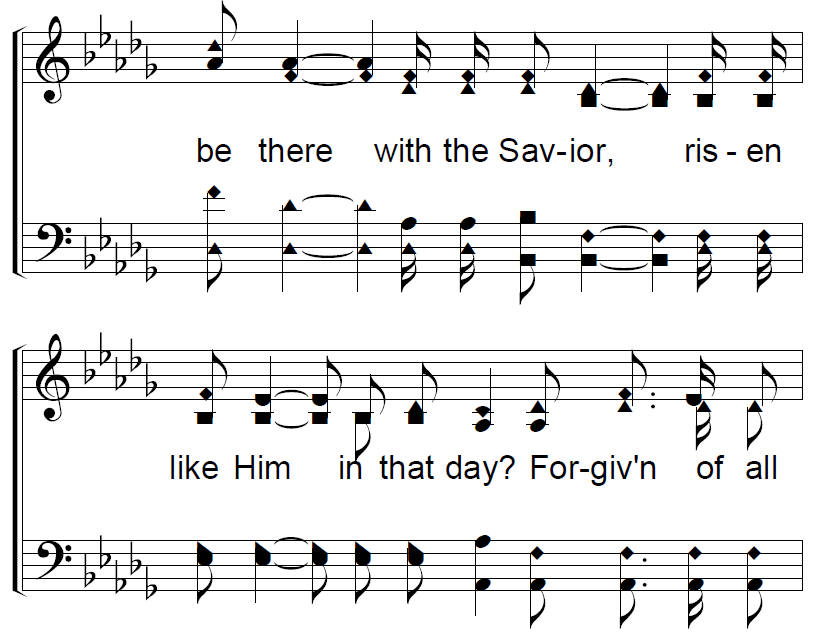 be there with the Sav-ior, ris - en
like Him in that day? For-giv'n of all